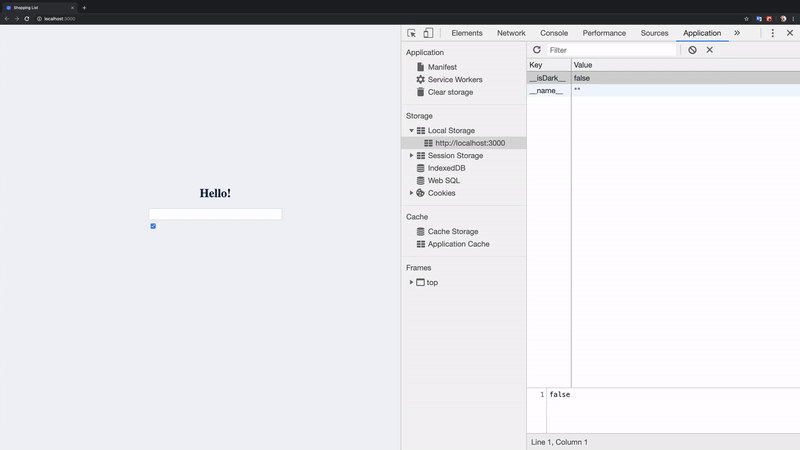 Shopping List
localhost:3000
Hello!
Elements Network Console Performance Sources Application
Application
Manifest
Service Workers
Clear storage
Storage
Local Storage
http://localhost:3000
Session Storage
IndexedDB
Web SQL
Cookies
Cache
Cache Storage
Application Cache
Frames
top
Filter
Key Value
__isDark__ false
__name__ ""
1 false
Line 1, Column 1